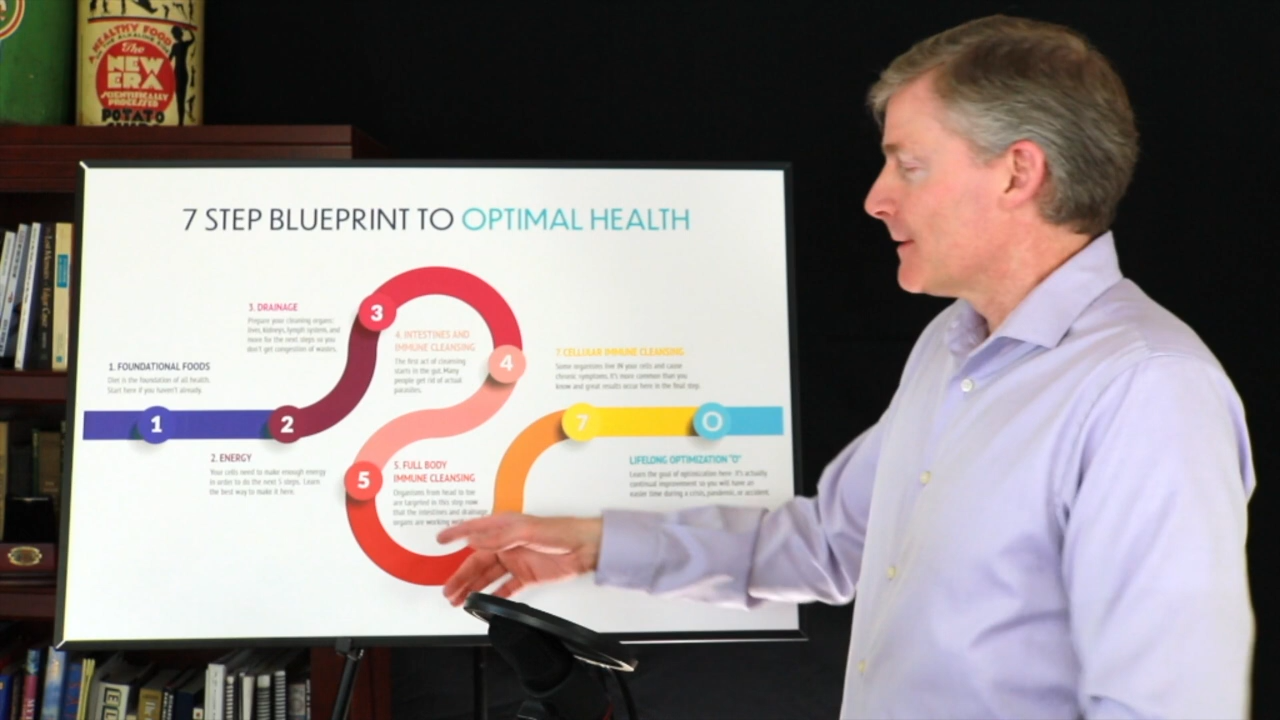 A HEALTHY FOOD
The
NEW
ERA
SCIENTIFICALLY
PROCESSED
POTATO
7 STEP BLUEPRINT TO OPTIMAL HEALTH
3. DRAINAGE
Prepare your cleaning organs:
liver, kidneys, lymph system, and
more for the next steps so you
don't get congestion of wastes.
3
4. INTESTINES AND
IMMUNE CLEANSING
The first act of cleansing
starts in the gut. Many
people get rid of actual
parasites.
4
1. FOUNDATIONAL FOODS
Diet is the foundation of all health.
Start here if you haven't already.
7 CELLULAR IMMUNE CLEANSING
Some organisms live IN your cells and cause
chronic symptoms. It's more common than you
know and great results occur here in the final step.
1
2
7
O
2. ENERGY
Your cells need to make enough energy
in order to do the next 5 steps. Learn
the best way to make it here.
5
5. FULL BODY
IMMUNE CLEANSING
Organisms from head to toe
are targeted in this step now
that the intestines and drainage
organs are working
LIFELONG OPTIMIZATION "O"
Learn the goal of optimization here. It's actually
continual improvement so you will have an
easier time during a crisis, pandemic, or accident.